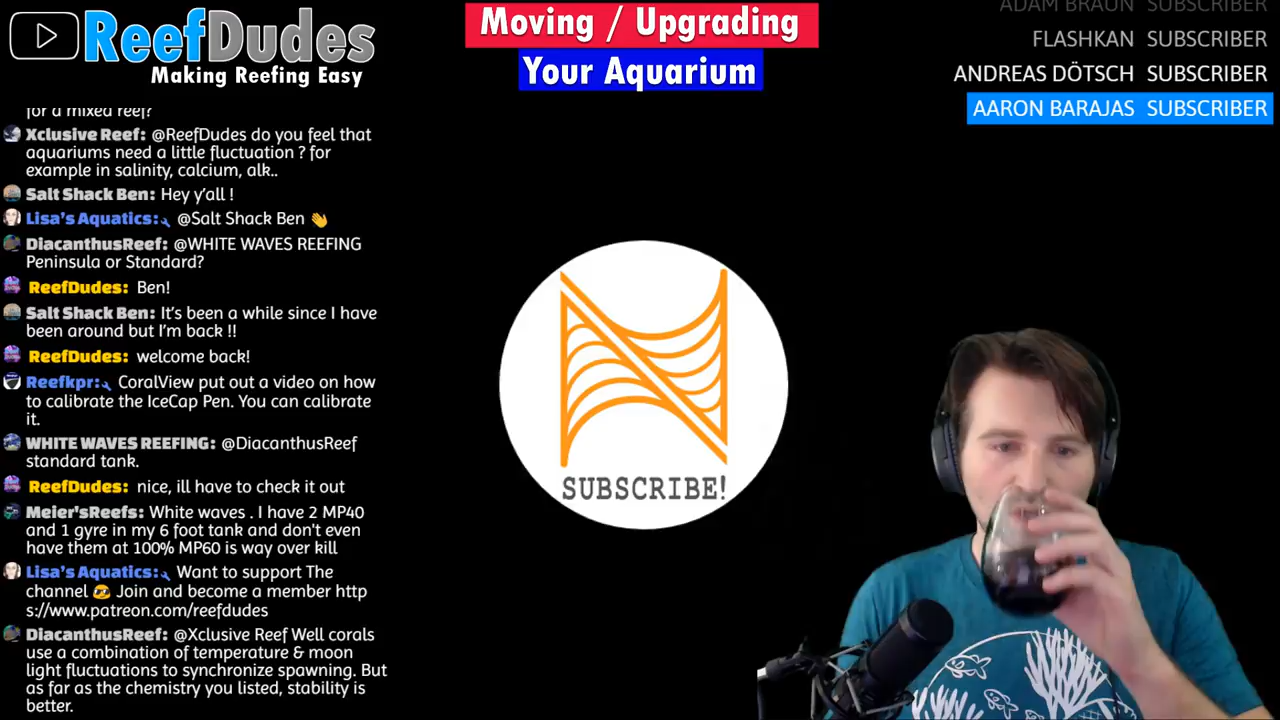 ReefDudes
Making Reefing Easy
Moving / Upgrading
Your Aquarium
ADAM BRAUN SUBSCRIBER
FLASHKAN SUBSCRIBER
ANDREAS DÖTSCH SUBSCRIBER
AARON BARAJAS SUBSCRIBER
for a mixed reef?
Xclusive Reef: @ReefDudes do you feel that
aquariums need a little fluctuation ? for
example in salinity, calcium, alk..
Salt Shack Ben: Hey y'all !
Lisa's Aquatics: @Salt Shack Ben 👋
DiacanthusReef: @WHITE WAVES REEFING
Peninsula or Standard?
ReefDudes: Ben!
Salt Shack Ben: It's been a while since I have
been around but I'm back !!
ReefDudes: welcome back!
Reefkpr: CoralView put out a video on how
to calibrate the IceCap Pen. You can calibrate
it.
WHITE WAVES REEFING: @DiacanthusReef
standard tank.
ReefDudes: nice, ill have to check it out
Meier'sReefs: White waves . I have 2 MP40
and 1 gyre in my 6 foot tank and don't even
have them at 100% MP60 is way over kill
Lisa's Aquatics: Want to support The
channel 😎 Join and become a member http
s://www.patreon.com/reefdudes
DiacanthusReef: @Xclusive Reef Well corals
use a combination of temperature & moon
light fluctuations to synchronize spawning. But
as far as the chemistry you listed, stability is
better.
SUBSCRIBE!